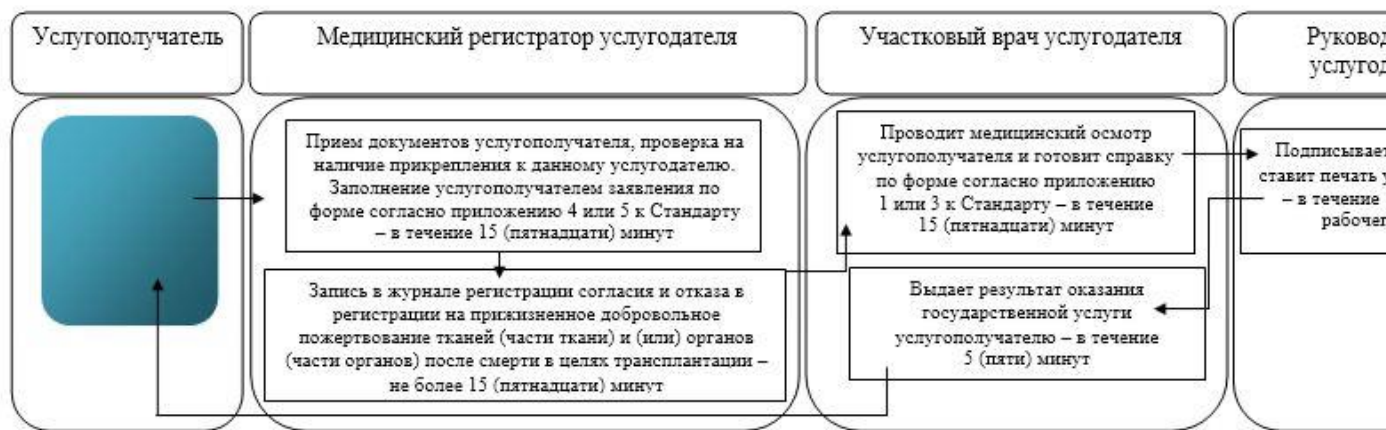 Услугополучатель
Медицинский регистратор услугодателя
Участковый врач услугодателя
Прием документов услугополучателя, проверка на
наличие прикрепления к данному услугодателю.
Заполнение услугополучателем заявления по
форме согласно приложению 4 или 5 к Стандарту
– в течение 15 (пятнадцати) минут
Запись в журнале регистрации согласия и отказа в
регистрации на прижизненное добровольное
пожертвование тканей (части ткани) и (или) органов
(части органов) после смерти в целях трансплантации –
не более 15 (пятнадцати) минут
Проводит медицинский осмотр
услугополучателя и готовит справку
по форме согласно приложению
1 или 3 к Стандарту – в течение
15 (пятнадцати) минут
Выдает результат оказания
государственной услуги
услугополучателю – в течение
5 (пяти) минут
Подписывает
ставит печать
– в течение